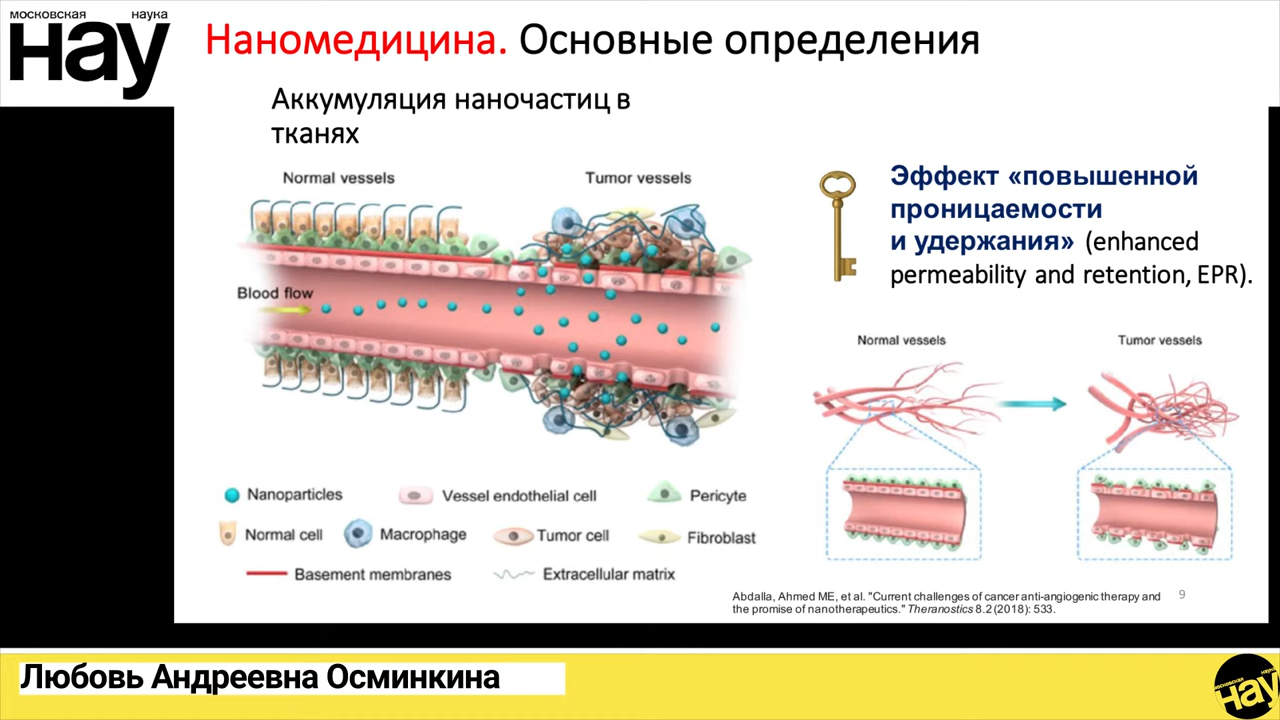 московская наука
нау
Наномедицина. Основные определения
Аккумуляция наночастиц в
тканях
Normal vessels
Tumor vessels
Blood flow
Nanoparticles
Vessel endothelial cell
Pericyte
Normal cell
Macrophage
Tumor cell
Fibroblast
Basement membranes
Extracellular matrix
Эффект «повышенной
проницаемости
и удержания» (enhanced
permeability and retention, EPR).
Normal vessels
Tumor vessels
Abdalla, Ahmed ME, et al. "Current challenges of cancer anti-angiogenic therapy and
the promise of nanotherapeutics." Theranostics 8.2 (2018): 533.
9
Любовь Андреевна Осминкина
московская наука
нау